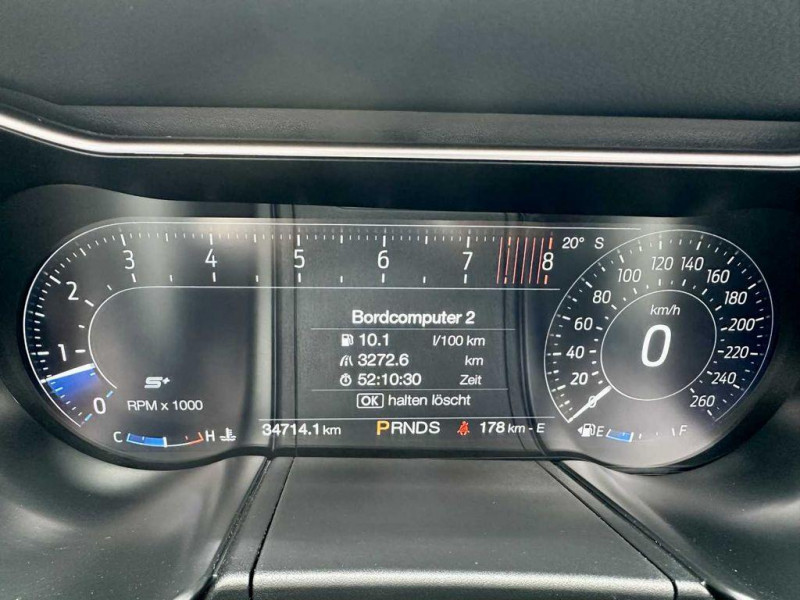 0 1 2 3 4 5 6 7 8
20° S
S+
RPM x 1000
C H
Bordcomputer 2
10.1 l/100 km
3272.6 km
52:10:30 Zeit
OK halten löscht
34714.1 km PRNDS 178 km - E
0 20 40 60 80 100 120 140 160 180 200 220 240 260
km/h
0
E F